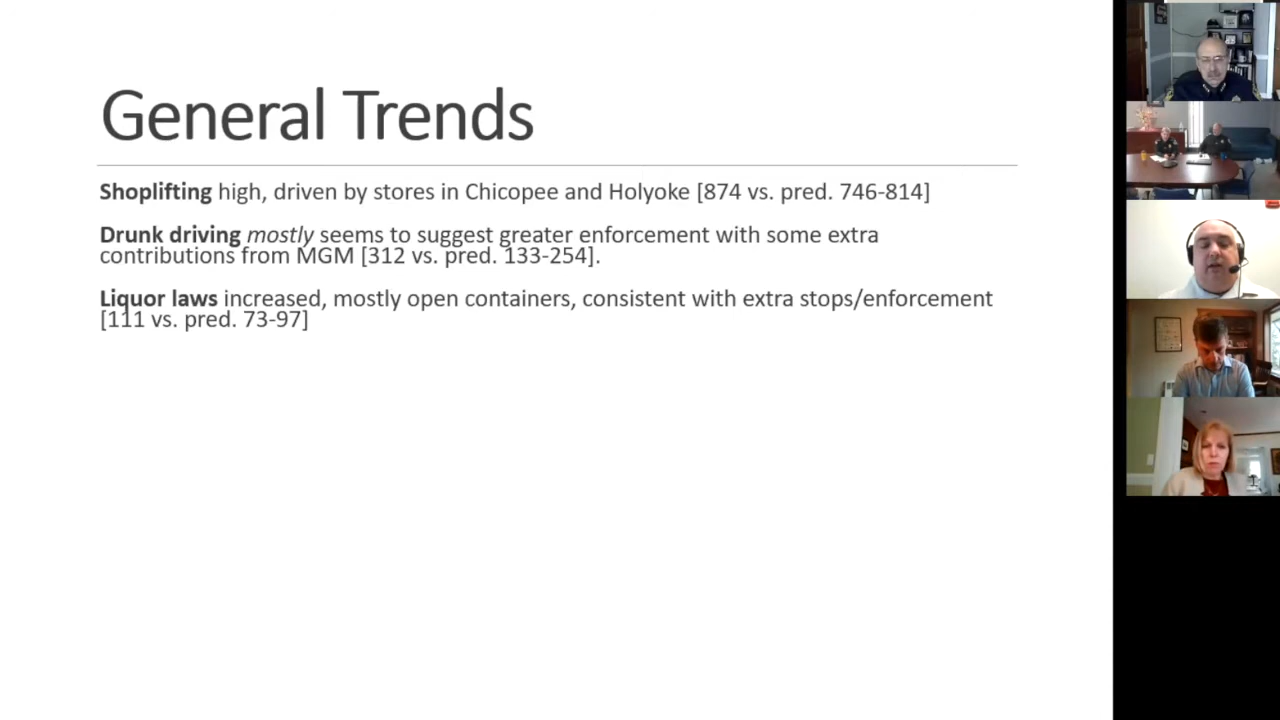 General Trends
Shoplifting high, driven by stores in Chicopee and Holyoke [874 vs. pred. 746-814]
Drunk driving mostly seems to suggest greater enforcement with some extra
contributions from MGM [312 vs. pred. 133-254].
Liquor laws increased, mostly open containers, consistent with extra stops/enforcement
[111 vs. pred. 73-97]